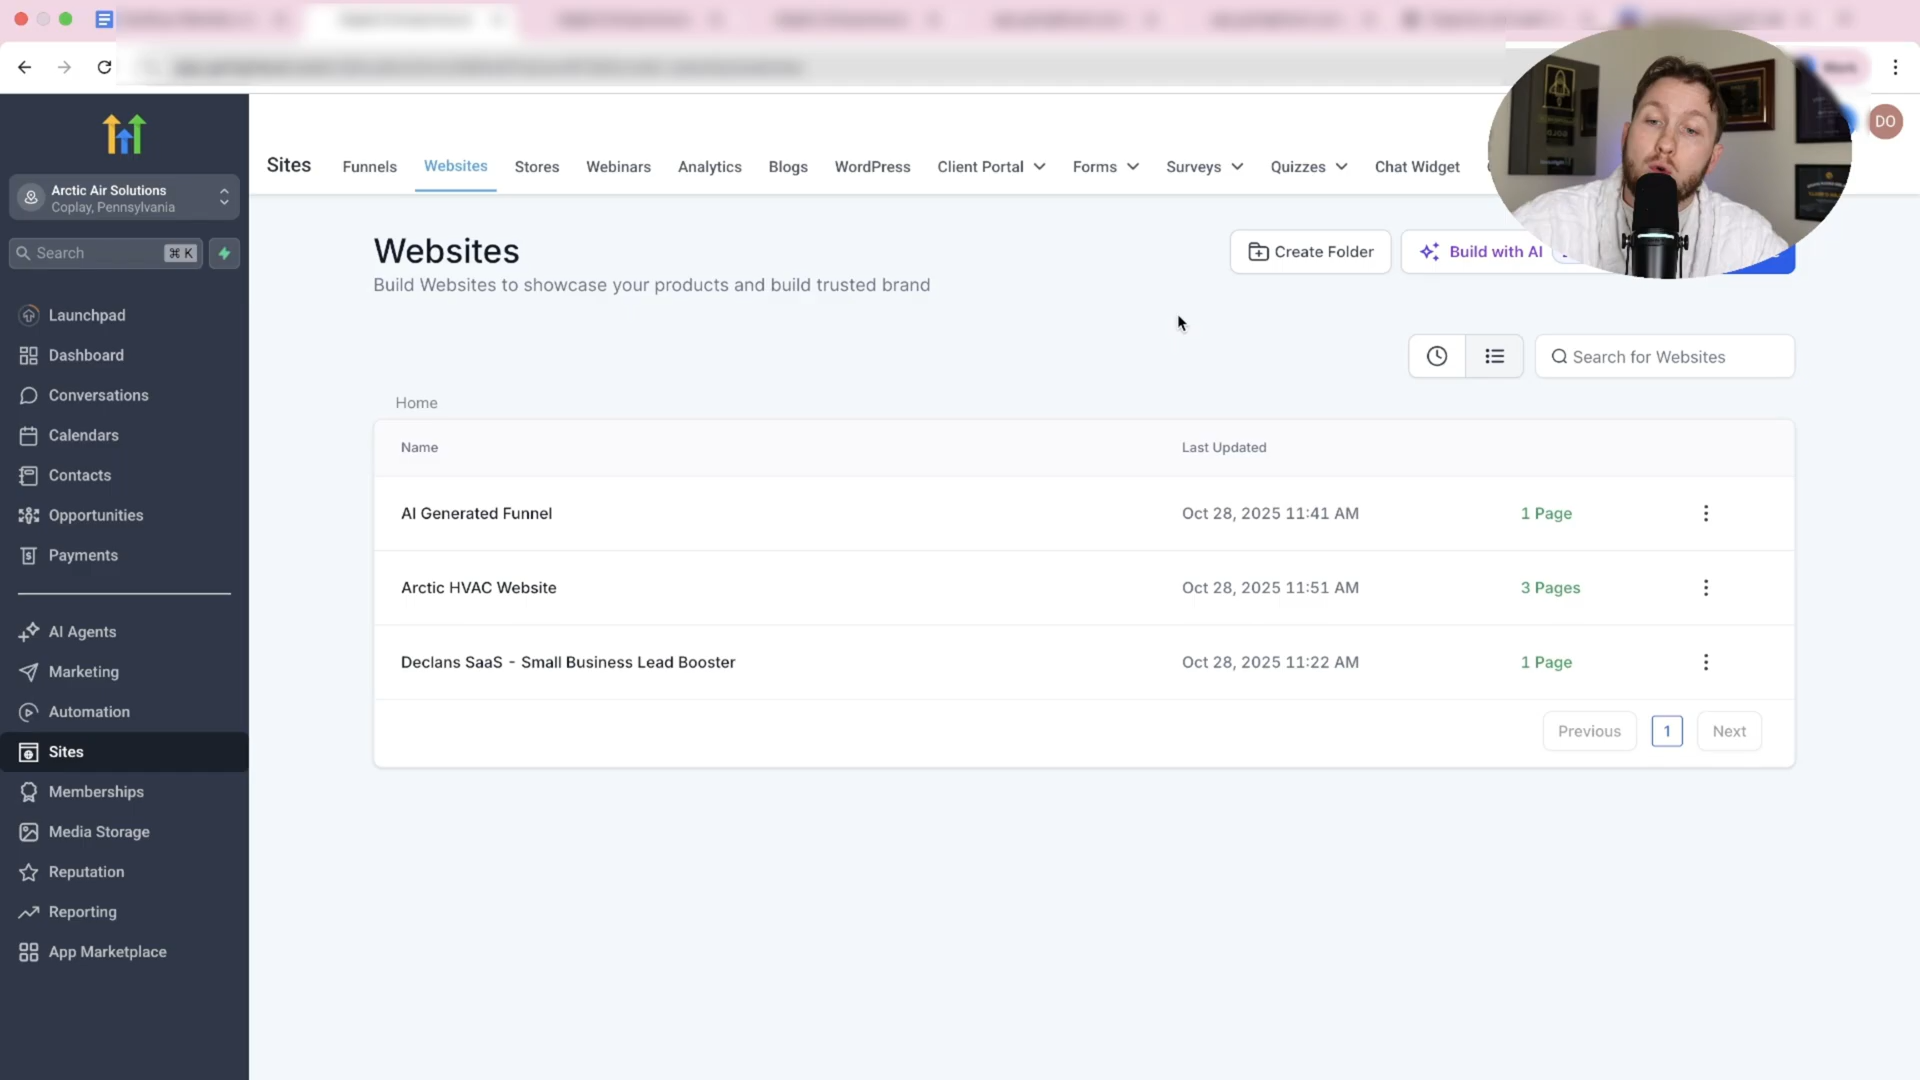 Arctic Air Solutions
Coplay, Pennsylvania
Search ⌘ K
Launchpad
Dashboard
Conversations
Calendars
Contacts
Opportunities
Payments
AI Agents
Marketing
Automation
Sites
Memberships
Media Storage
Reputation
Reporting
App Marketplace
Sites Funnels Websites Stores Webinars Analytics Blogs WordPress Client Portal Forms Surveys Quizzes Chat Widget
DO
Websites
Build Websites to showcase your products and build trusted brand
Create Folder
Build with AI
Search for Websites
Home
Name Last Updated
AI Generated Funnel Oct 28, 2025 11:41 AM 1 Page
Arctic HVAC Website Oct 28, 2025 11:51 AM 3 Pages
Declans SaaS - Small Business Lead Booster Oct 28, 2025 11:22 AM 1 Page
Previous 1 Next